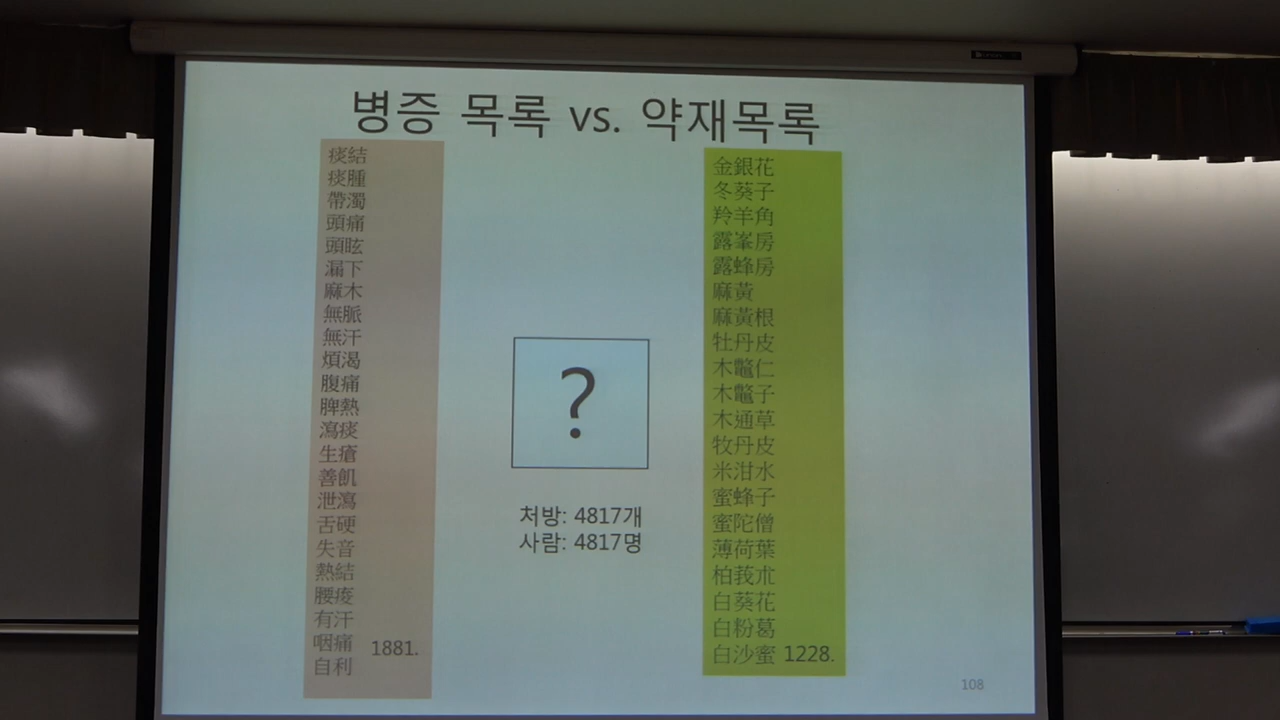 병증 목록 vs. 약재목록
痰結
痰腫
帶濁
頭痛
頭眩
漏下
麻木
無脈
無汗
煩渴
腹痛
脾熱
瀉痰
生瘡
善飢
泄瀉
舌硬
失音
熱結
腰痠
有汗
咽痛 1881.
自利
?
처방: 4817개
사람: 4817명
金銀花
冬葵子
羚羊角
露峯房
露蜂房
麻黃
麻黃根
牡丹皮
木鼈仁
木鼈子
木通草
牧丹皮
米泔水
蜜蜂子
蜜陀僧
薄荷葉
柏莪朮
白葵花
白粉葛
白沙蜜 1228.
108